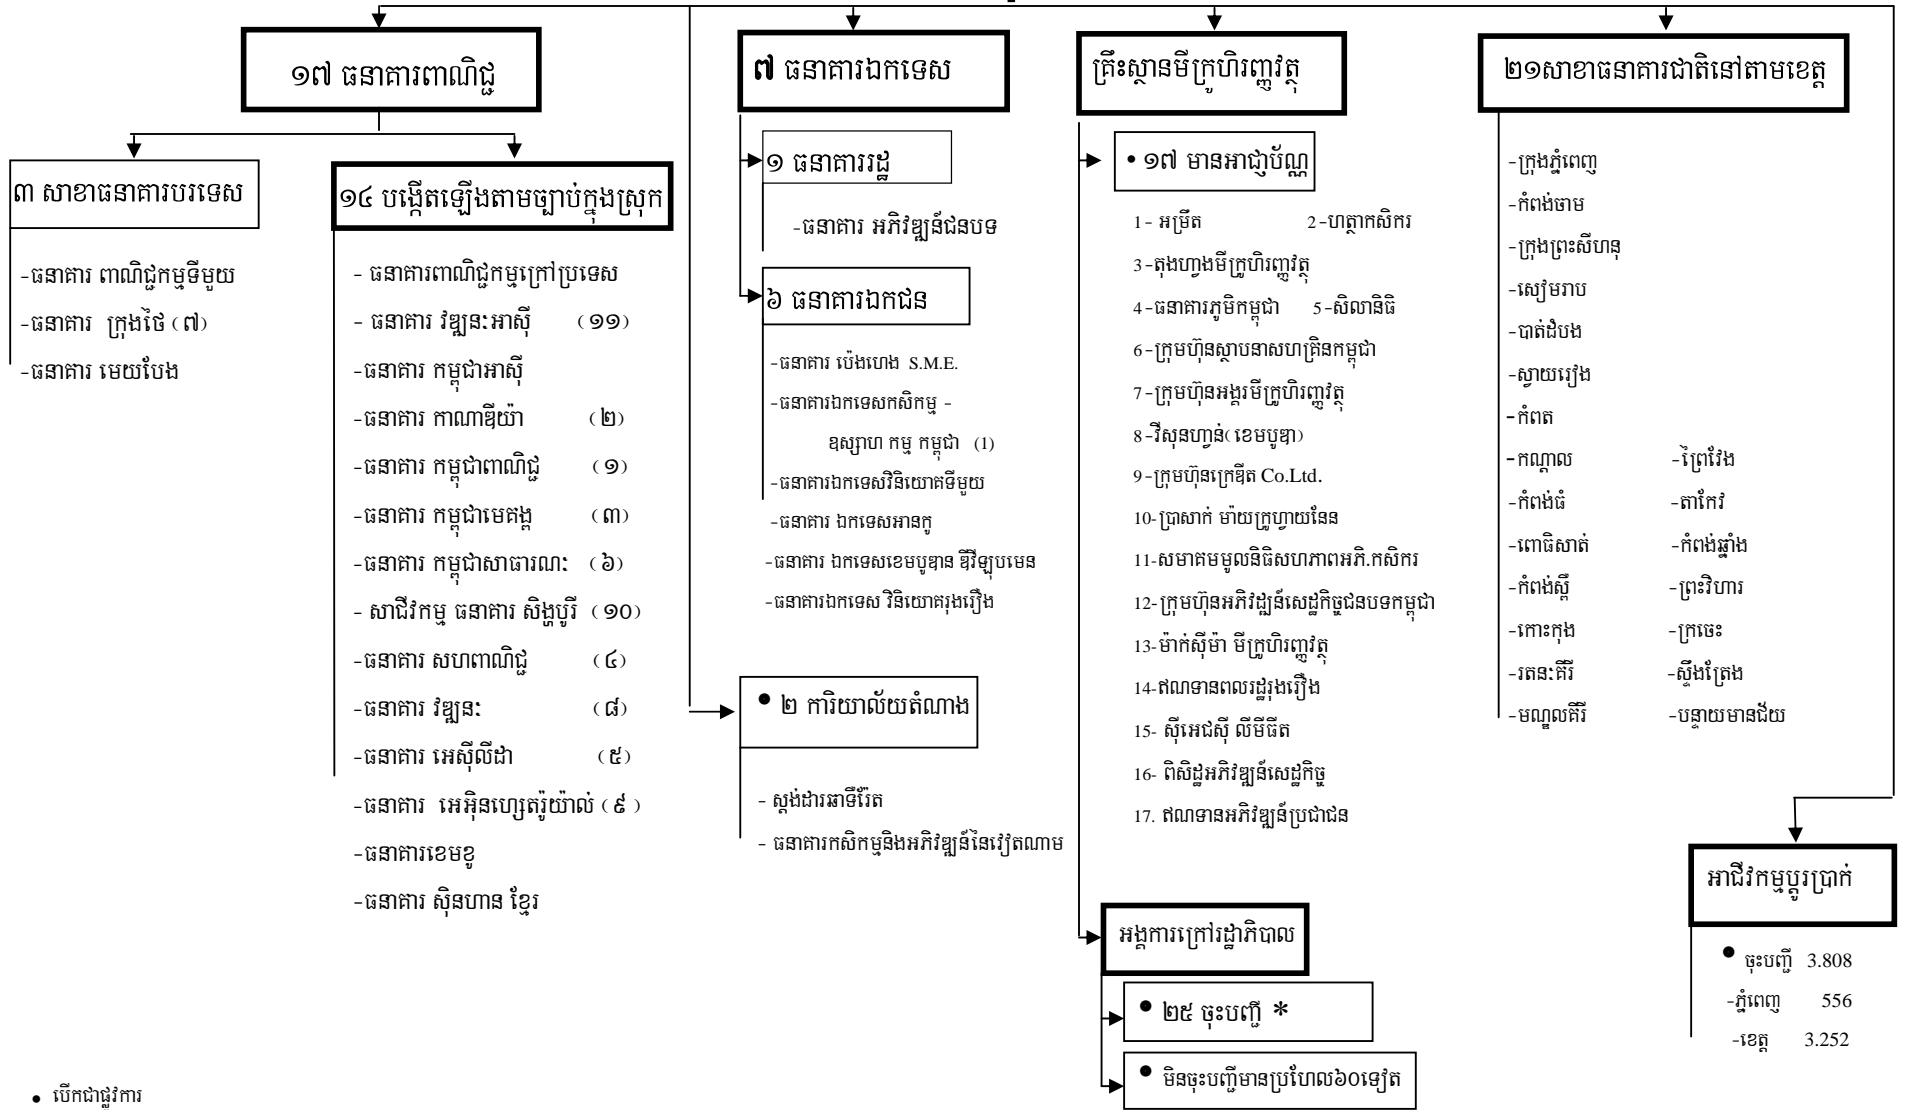 ១៧ ធនាគារពាណិជ្ជ
៣ សាខាធនាគារបរទេស
-ធនាគារ ពាណិជ្ជកម្មទីមួយ
-ធនាគារ ក្រុងថៃ (៧)
-ធនាគារ មេយបែង
១៤ បង្កើតឡើងតាមច្បាប់ក្នុងស្រុក
- ធនាគារពាណិជ្ជកម្មក្រៅប្រទេស
- ធនាគារ វឌ្ឍនៈអាស៊ី (១១)
-ធនាគារ កម្ពុជាអាស៊ី
-ធនាគារ កាណាឌីយ៉ា (២)
-ធនាគារ កម្ពុជាពាណិជ្ជ (១)
-ធនាគារ កម្ពុជាមេគង្គ (៣)
-ធនាគារ កម្ពុជាសាធារណៈ (៦)
- សាជីវកម្ម ធនាគារ សិង្ហបូរី (១០)
-ធនាគារ សហពាណិជ្ជ (៤)
-ធនាគារ វឌ្ឍនៈ (៨)
-ធនាគារ អេស៊ីលីដា (៥)
-ធនាគារ អេអ៊ិនហ្សេតរ៉ូយ៉ាល់ (៩)
-ធនាគារខេមខូ
-ធនាគារ ស៊ិនហាន ខ្មែរ
៧ ធនាគារឯកទេស
១ ធនាគាររដ្ឋ
-ធនាគារ អភិវឌ្ឍន៍ជនបទ
៦ ធនាគារឯកជន
-ធនាគារ ប៉េងហេង S.M.E.
-ធនាគារឯកទេសកសិកម្ម -
ឧស្សាហ កម្ម កម្ពុជា (1)
-ធនាគារឯកទេសវិនិយោគទីមួយ
-ធនាគារ ឯកទេសអានកូ
-ធនាគារ ឯកទេសខេមបូឌាន ឌីវីឡុបមេន
-ធនាគារឯកទេស វិនិយោគរុងរឿង
• ២ ការិយាល័យតំណាង
- ស្តង់ដារឆាទើរ៉ែត
- ធនាគារកសិកម្មនិងអភិវឌ្ឍន៍នៃវៀតណាម
គ្រឹះស្ថានមីក្រូហិរញ្ញវត្ថុ
• ១៧ មានអាជ្ញាប័ណ្ណ
1- អម្រឹត 2-ហត្ថាកសិករ
3-តុងហ្វាងមីក្រូហិរញ្ញវត្ថុ
4-ធនាគារភូមិកម្ពុជា 5-សិលានិធិ
6-ក្រុមហ៊ុនស្ថាបនាសហគ្រិនកម្ពុជា
7-ក្រុមហ៊ុនអង្គរមីក្រូហិរញ្ញវត្ថុ
8-វីសុនហ្វាន់(ខេមបូឌា)
9-ក្រុមហ៊ុនក្រេឌីត Co.Ltd.
10-ប្រាសាក់ ម៉ាយក្រូហ្វាយនែន
11-សមាគមមូលនិធិសហភាពអភិ.កសិករ
12-ក្រុមហ៊ុនអភិវឌ្ឍន៍សេដ្ឋកិច្ចជនបទកម្ពុជា
13-ម៉ាក់ស៊ីម៉ា មីក្រូហិរញ្ញវត្ថុ
14-ឥណទានពលរដ្ឋរុងរឿង
15- ស៊ីអេជស៊ី លីមីធីត
16- ពិសិដ្ឋអភិវឌ្ឍន៍សេដ្ឋកិច្ច
17. ឥណទានអភិវឌ្ឍន៍ប្រជាជន
អង្គការក្រៅរដ្ឋាភិបាល
• ២៥ ចុះបញ្ជី *
• មិនចុះបញ្ជីមានប្រហែល៦០ទៀត
២១សាខាធនាគារជាតិនៅតាមខេត្ត
-ក្រុងភ្នំពេញ
-កំពង់ចាម
-ក្រុងព្រះសីហនុ
-សៀមរាប
-បាត់ដំបង
-ស្វាយរៀង
-កំពត
-កណ្តាល -ព្រៃវែង
-កំពង់ធំ -តាកែវ
-ពោធិសាត់ -កំពង់ឆ្នាំង
-កំពង់ស្ពឺ -ព្រះវិហារ
-កោះកុង -ក្រចេះ
-រតនៈគីរី -ស្ទឹងត្រែង
-មណ្ឌលគីរី -បន្ទាយមានជ័យ
អាជីវកម្មប្តូរប្រាក់
• ចុះបញ្ជី 3.808
-ភ្នំពេញ 556
-ខេត្ត 3.252
• បើកជាផ្លូវការ